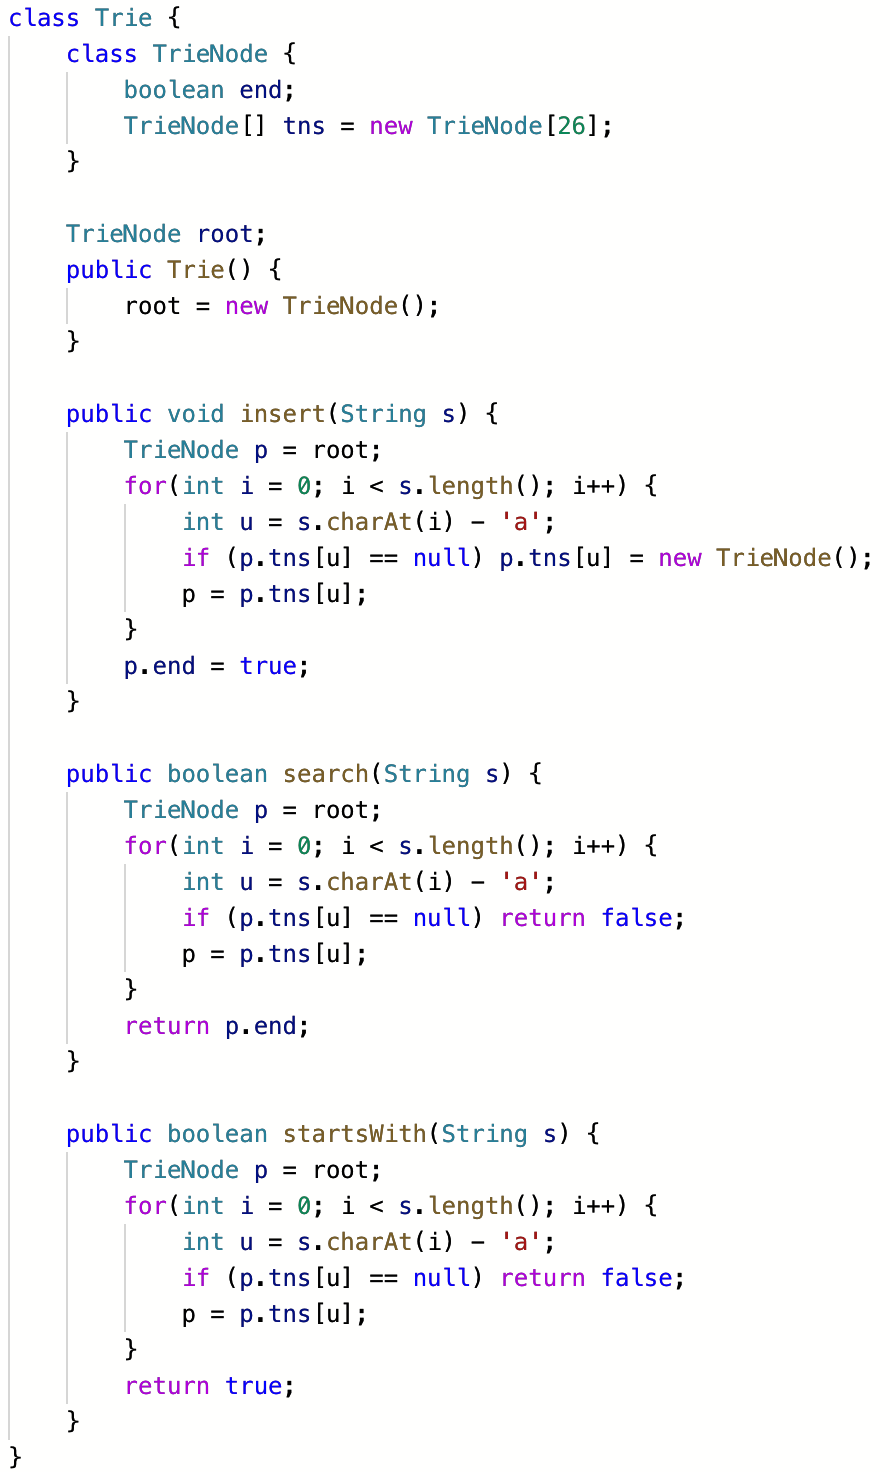 class Trie {
    class TrieNode {
        boolean end;
        TrieNode[] tns = new TrieNode[26];
    }

    TrieNode root;
    public Trie() {
        root = new TrieNode();
    }

    public void insert(String s) {
        TrieNode p = root;
        for(int i = 0; i < s.length(); i++) {
            int u = s.charAt(i) - 'a';
            if (p.tns[u] == null) p.tns[u] = new TrieNode();
            p = p.tns[u];
        }
        p.end = true;
    }

    public boolean search(String s) {
        TrieNode p = root;
        for(int i = 0; i < s.length(); i++) {
            int u = s.charAt(i) - 'a';
            if (p.tns[u] == null) return false;
            p = p.tns[u];
        }
        return p.end;
    }

    public boolean startsWith(String s) {
        TrieNode p = root;
        for(int i = 0; i < s.length(); i++) {
            int u = s.charAt(i) - 'a';
            if (p.tns[u] == null) return false;
            p = p.tns[u];
        }
        return true;
    }
}